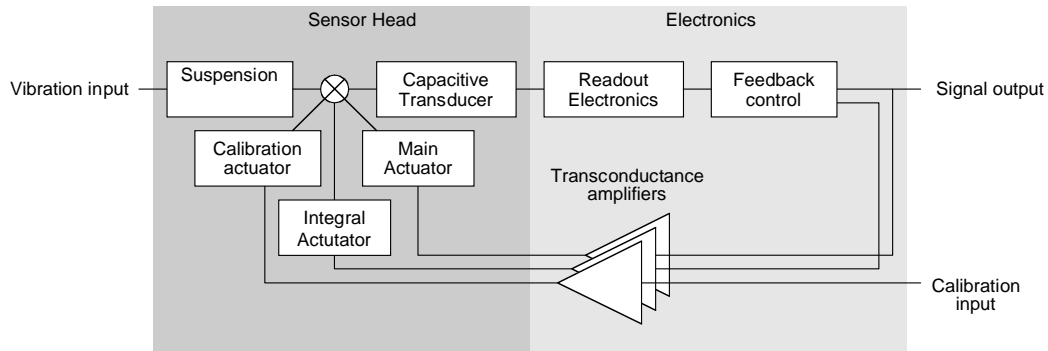 Sensor Head
Electronics
Vibration input
Suspension
Capacitive
Transducer
Readout
Electronics
Feedback
control
Signal output
Calibration
actuator
Main
Actuator
Integral
Actutator
Transconductance
amplifiers
Calibration
input